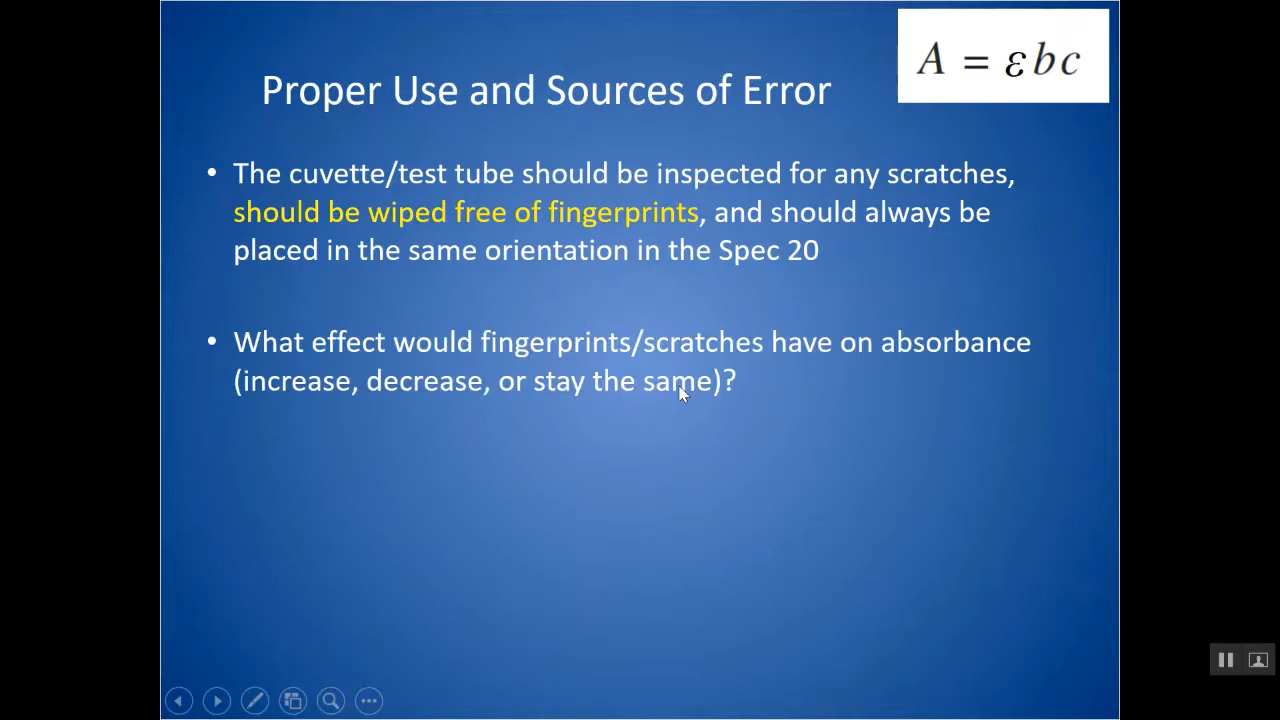 A = εbc
Proper Use and Sources of Error
• The cuvette/test tube should be inspected for any scratches,
should be wiped free of fingerprints, and should always be
placed in the same orientation in the Spec 20
• What effect would fingerprints/scratches have on absorbance
(increase, decrease, or stay the same)?